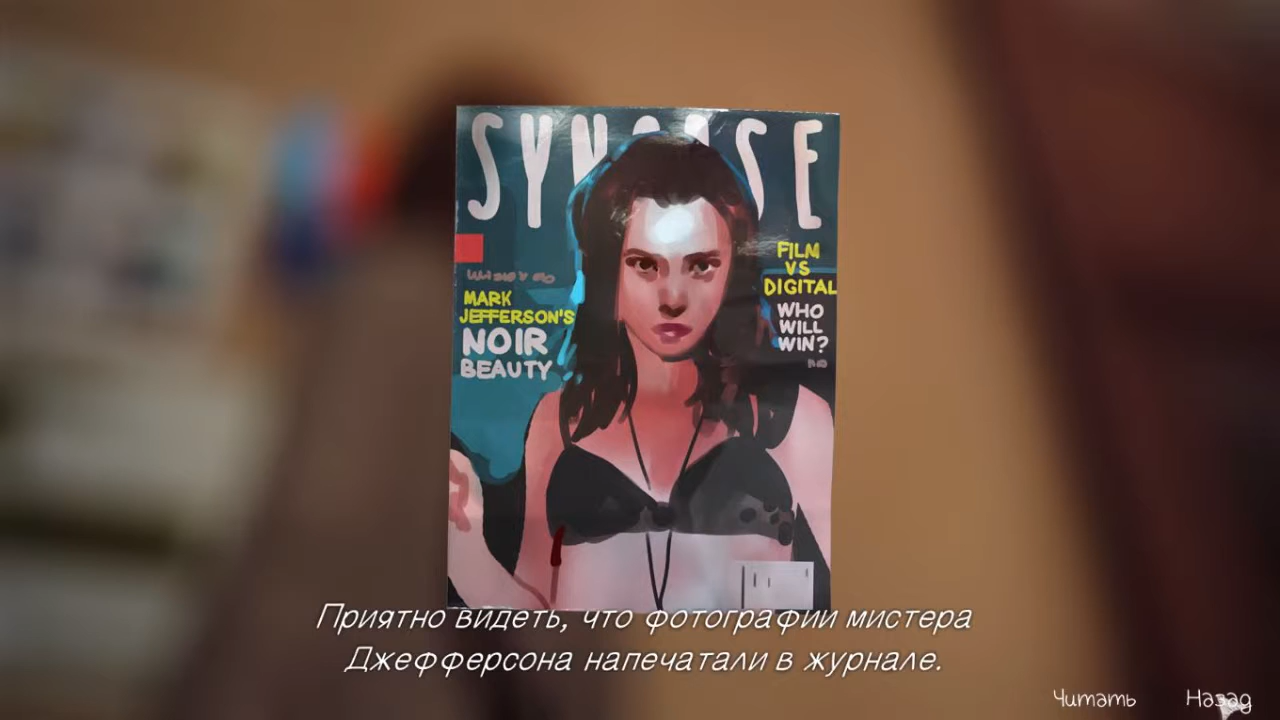 MARK
JEFFERSON'S
NOIR
BEAUTY
FILM
VS
DIGITAL
WHO
WILL
WIN?
Приятно видеть, что фотографии мистера
Джефферсона напечатали в журнале.
Читать Назад